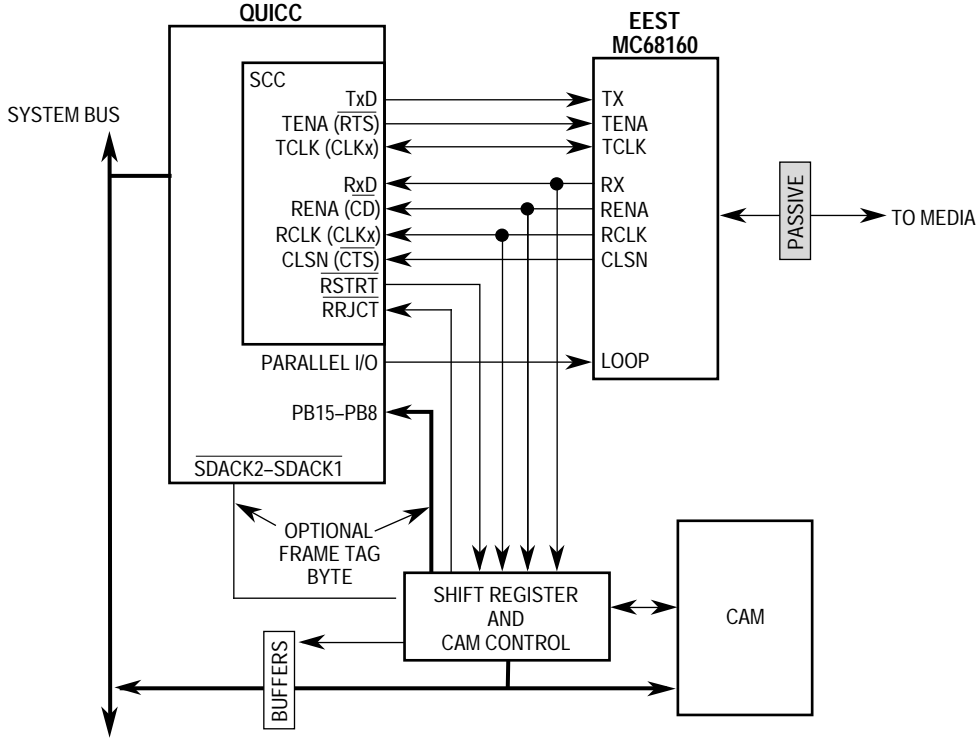 QUICC
EEST
MC68160
SCC
SYSTEM BUS
TxD
TENA (RTS)
TCLK (CLKx)
RxD
RENA (CD)
RCLK (CLKx)
CLSN (CTS)
RSTRT
RRJCT
PARALLEL I/O
PB15–PB8
SDACK2–SDACK1
TX
TENA
TCLK
RX
RENA
RCLK
CLSN
LOOP
PASSIVE
TO MEDIA
OPTIONAL
FRAME TAG
BYTE
SHIFT REGISTER
AND
CAM CONTROL
CAM
BUFFERS